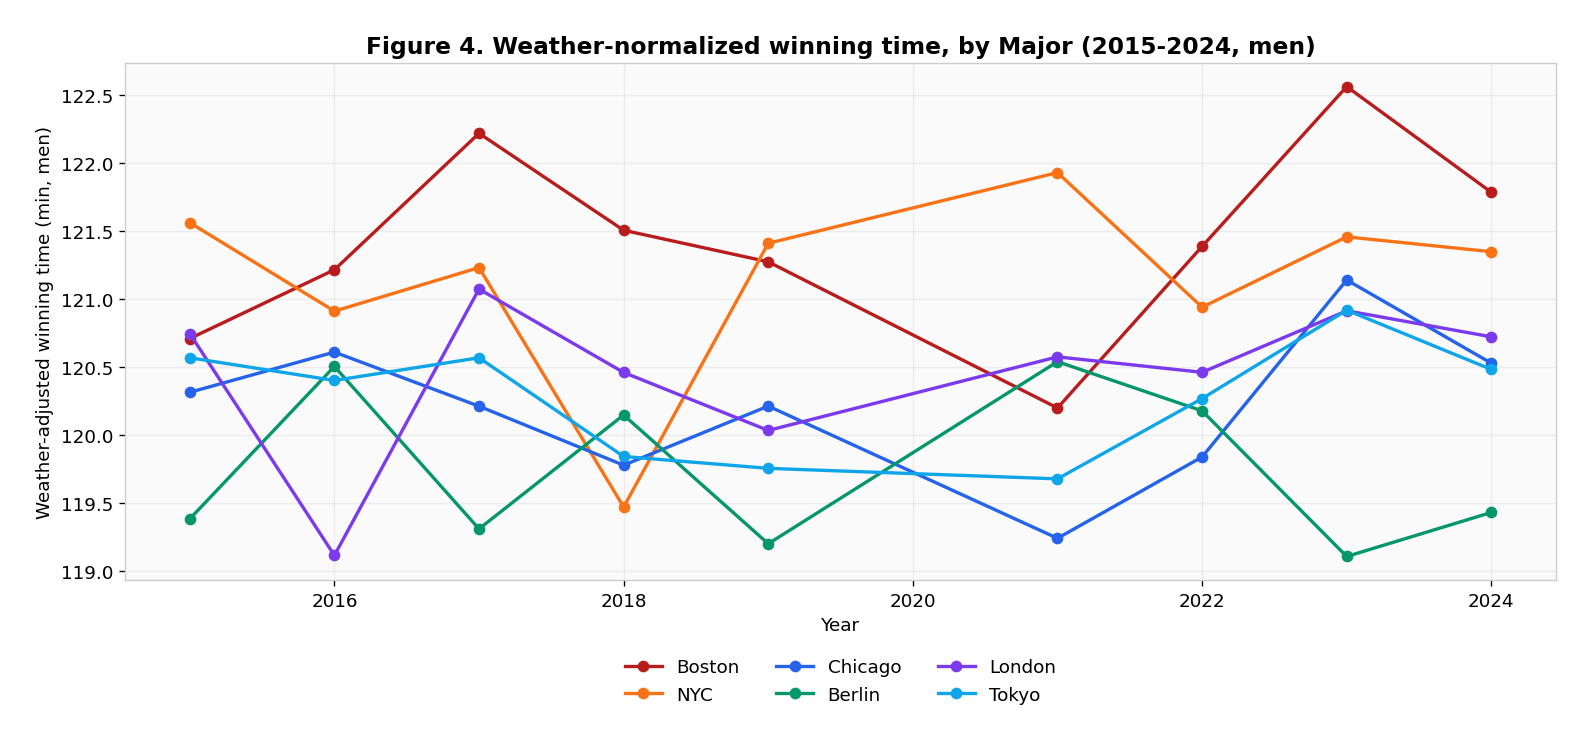 Figure 4. Weather-normalized winning time, by Major (2015-2024, men)
Weather-adjusted winning time (min, men)
122.5
122.0
121.5
121.0
120.5
120.0
119.5
119.0
2016 2018 2020 2022 2024
Year
Boston Chicago London
NYC Berlin Tokyo